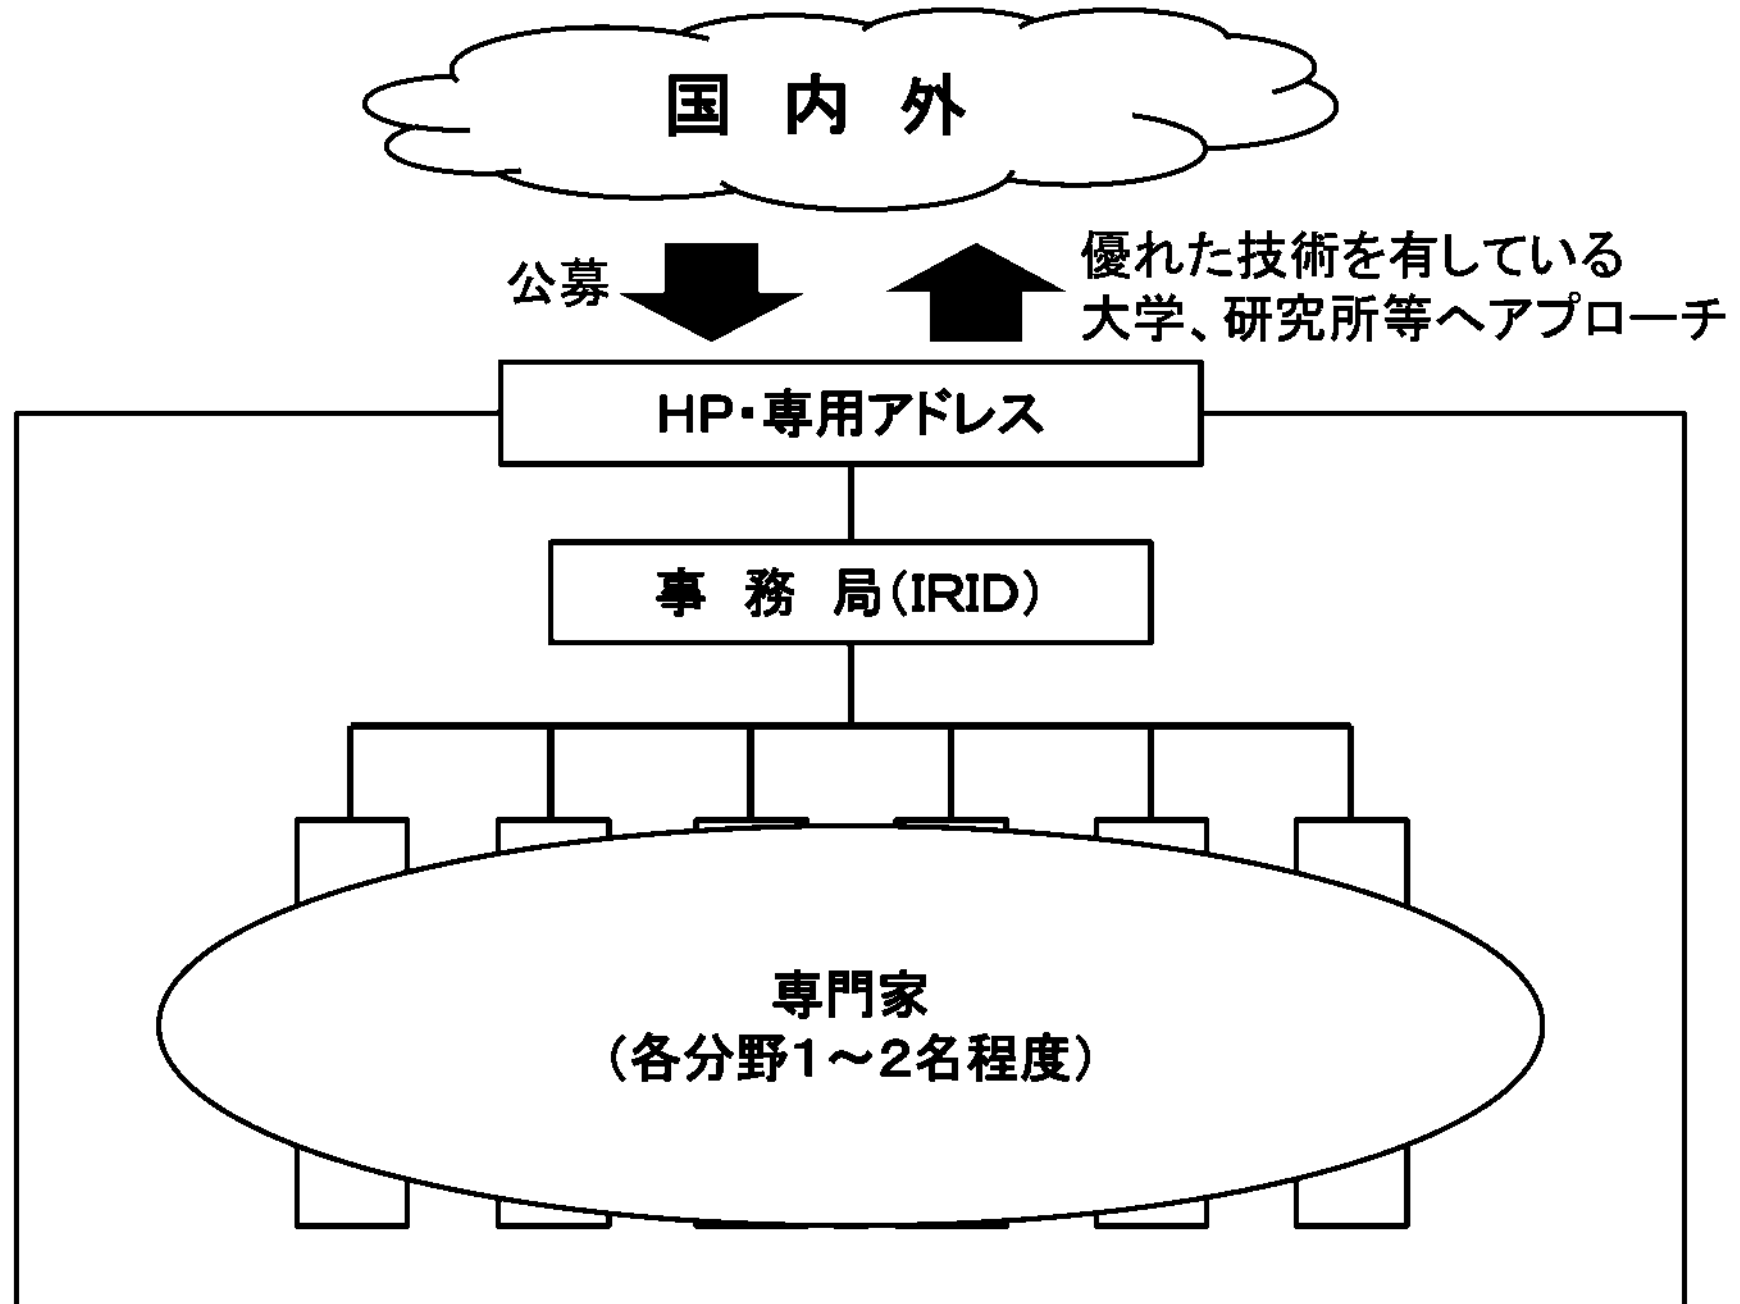 国　内　外
公募
優れた技術を有している
大学、研究所等へアプローチ
HP・専用アドレス
事　務　局(IRID)
専門家
(各分野1～2名程度)